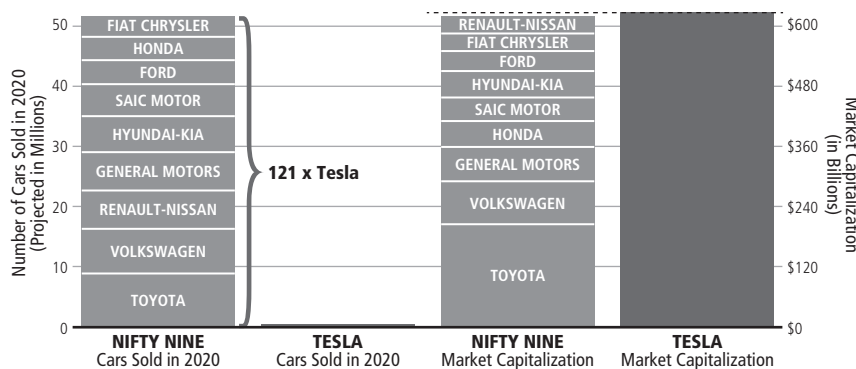 Number of Cars Sold in 2020
(Projected in Millions)
50
40
30
20
10
0
FIAT CHRYSLER
HONDA
FORD
SAIC MOTOR
HYUNDAI-KIA
GENERAL MOTORS
RENAULT-NISSAN
VOLKSWAGEN
TOYOTA
121 x Tesla
RENAULT-NISSAN
FIAT CHRYSLER
FORD
HYUNDAI-KIA
SAIC MOTOR
HONDA
GENERAL MOTORS
VOLKSWAGEN
TOYOTA
$600
$480
$360
$240
$120
$0
Market Capitalization
(in Billions)
NIFTY NINE
Cars Sold in 2020
TESLA
Cars Sold in 2020
NIFTY NINE
Market Capitalization
TESLA
Market Capitalization